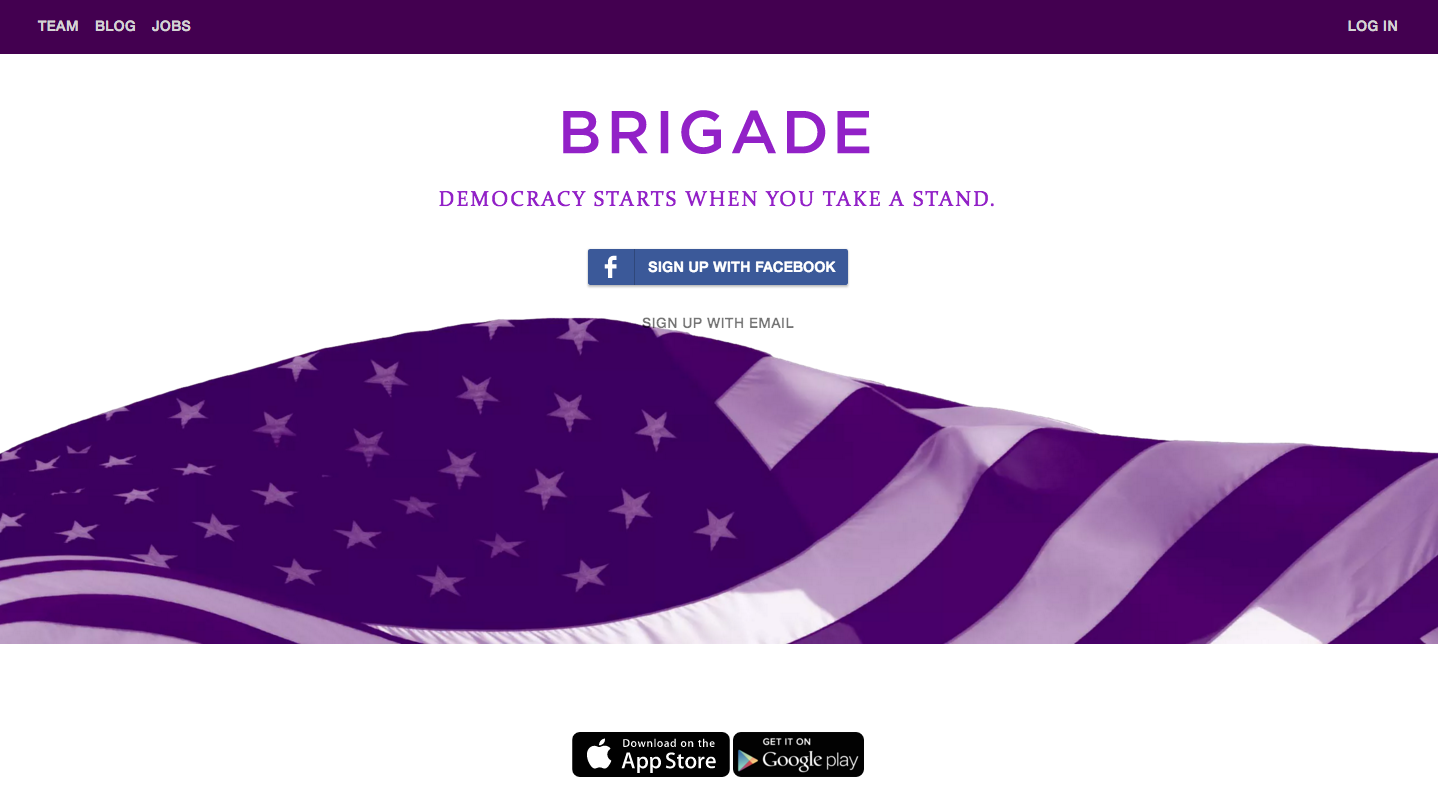 TEAM BLOG JOBS LOG IN
BRIGADE
DEMOCRACY STARTS WHEN YOU TAKE A STAND.
f SIGN UP WITH FACEBOOK
SIGN UP WITH EMAIL
Download on the
App Store
GET IT ON
Google play